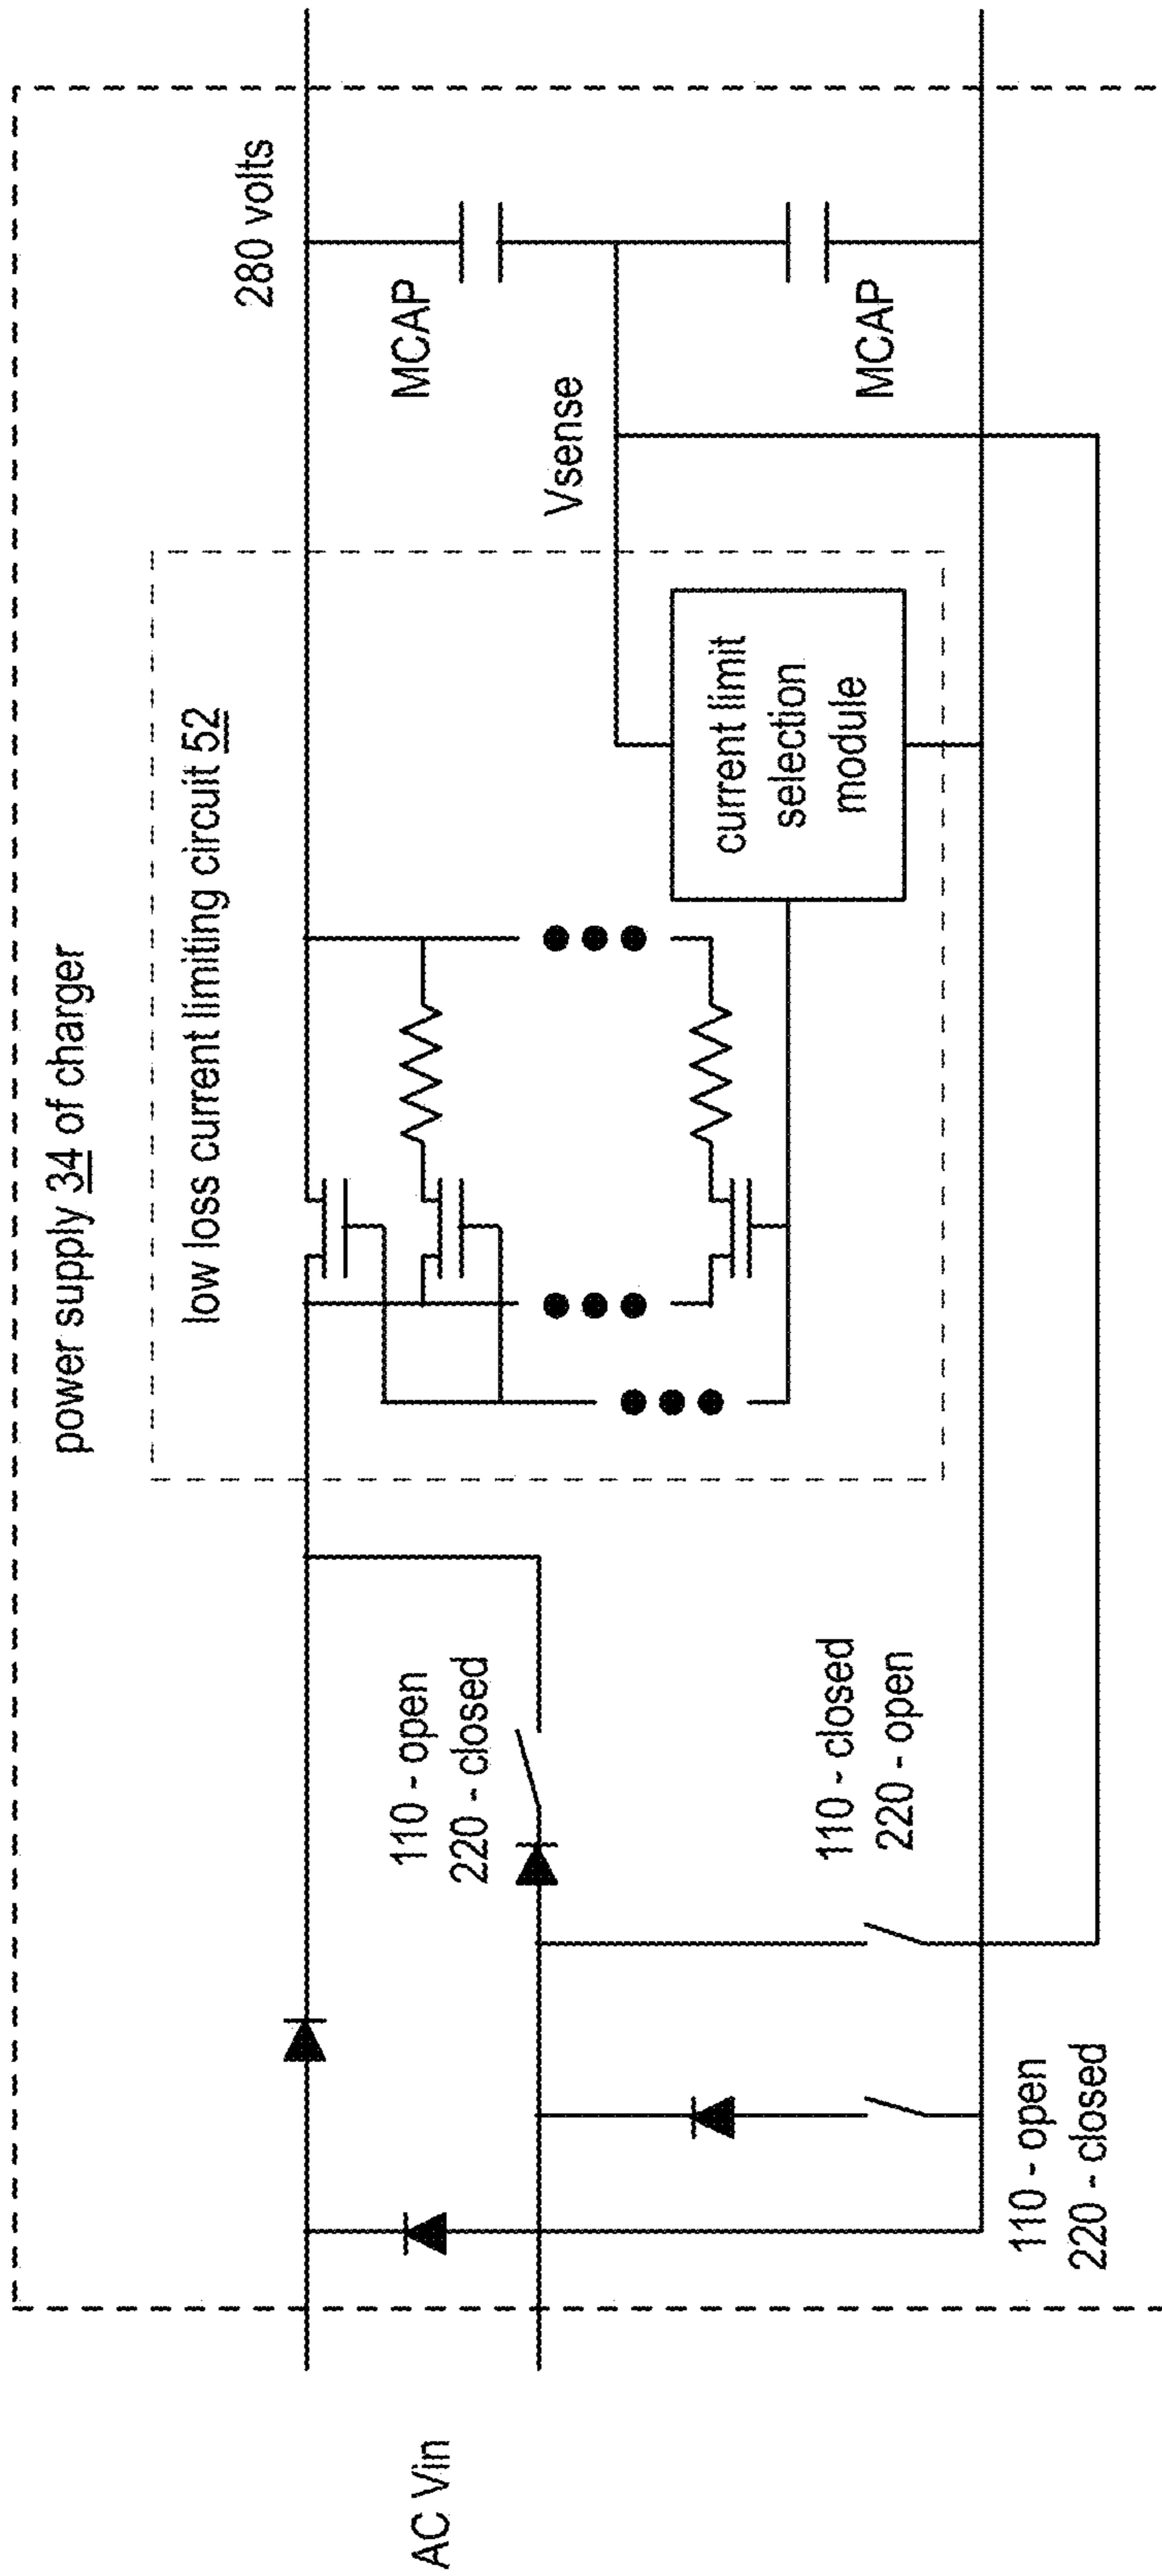 power supply 34 of charger
low loss current limiting circuit 52
280 volts
MCAP
Vsense
MCAP
current limit
selection
module
110 - open
220 - closed
110 - closed
220 - open
110 - open
220 - closed
AC Vin